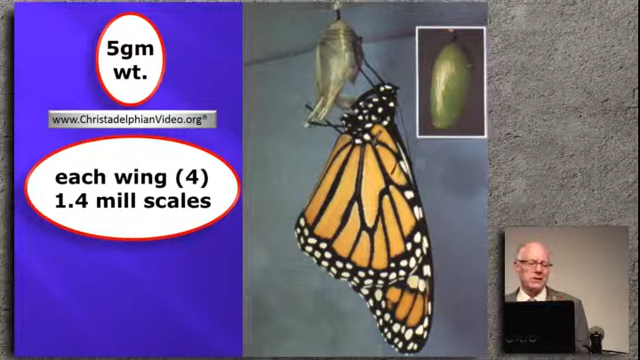 5gm
wt.
www.ChristadelphianVideo.org®
each wing (4)
1.4 mill scales